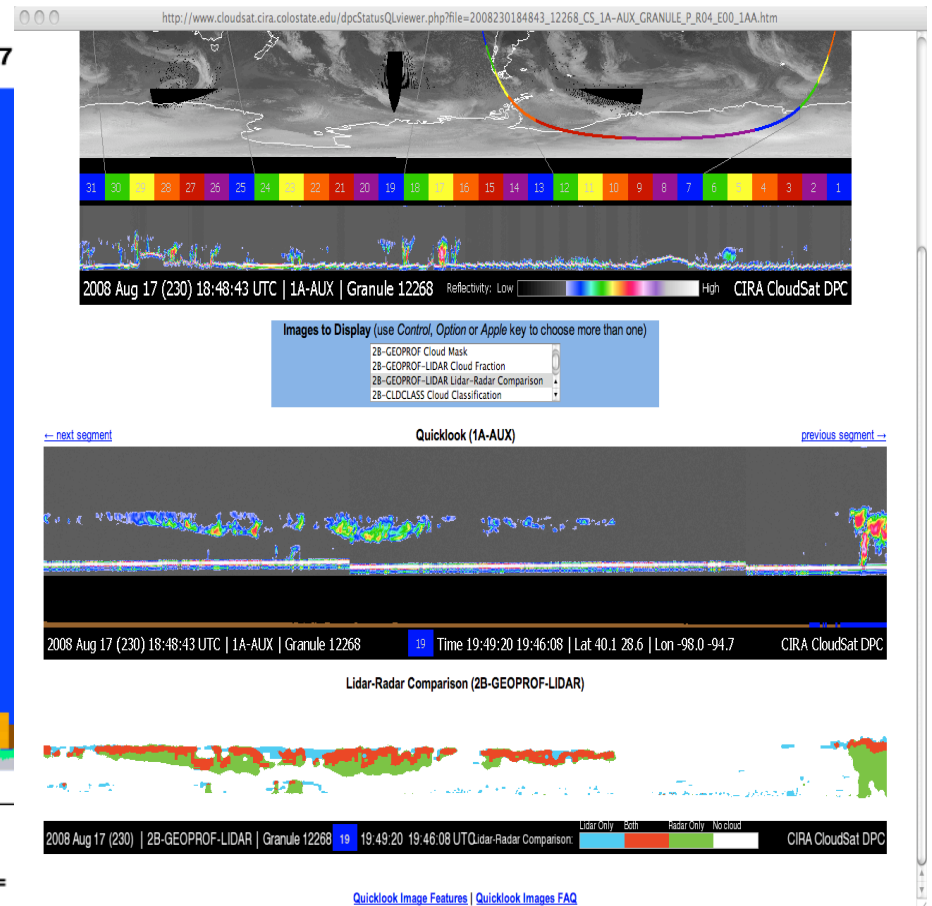 http://www.cloudsat.cira.colostate.edu/dpcStatusQLviewer.php?file=2008230184843_12268_CS_1A-AUX_GRANULE_P_R04_E00_1AA.htm
7
31 30 29 28 27 26 25 24 23 22 21 20 19 18 17 16 15 14 13 12 11 10 9 8 7 6 5 4 3 2 1
2008 Aug 17 (230) 18:48:43 UTC | 1A-AUX | Granule 12268 Reflectivity: Low High CIRA CloudSat DPC
Images to Display (use Control, Option or Apple key to choose more than one)
2B-GEOPROF Cloud Mask
2B-GEOPROF-LIDAR Cloud Fraction
2B-GEOPROF-LIDAR Lidar-Radar Comparison
2B-CLDCLASS Cloud Classification
← next segment Quicklook (1A-AUX) previous segment →
2008 Aug 17 (230) 18:48:43 UTC | 1A-AUX | Granule 12268 19 Time 19:49:20 19:46:08 | Lat 40.1 28.6 | Lon -98.0 -94.7 CIRA CloudSat DPC
Lidar-Radar Comparison (2B-GEOPROF-LIDAR)
Lidar Only Both Radar Only No cloud
2008 Aug 17 (230) | 2B-GEOPROF-LIDAR | Granule 12268 19 19:49:20 19:46:08 UTC Lidar-Radar Comparison: CIRA CloudSat DPC
=
Quicklook Image Features | Quicklook Images FAQ